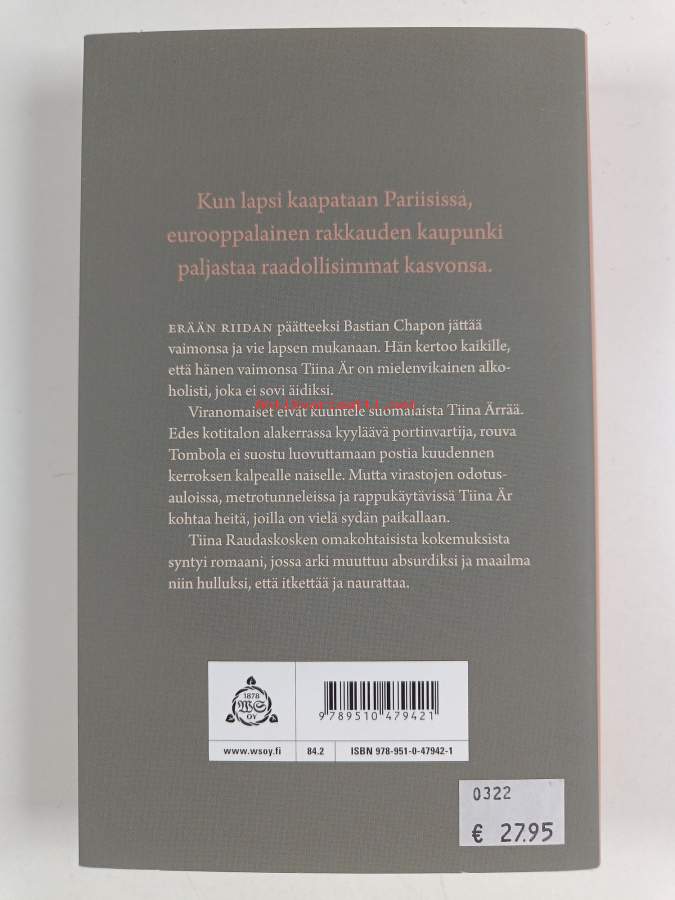 Kun lapsi kaapataan Pariisissa,
eurooppalainen rakkauden kaupunki
paljastaa raadollisimmat kasvonsa.
ERÄÄN RIIDAN päätteeksi Bastian Chapon jättää
vaimonsa ja vie lapsen mukanaan. Hän kertoo kaikille,
että hänen vaimonsa Tiina Är on mielenvikainen alko-
holisti, joka ei sovi äidiksi.
Viranomaiset eivät kuuntele suomalaista Tiina Ärrää.
Edes kotitalon alakerrassa kyyläävä portinvartija, rouva
Tombola ei suostu luovuttamaan postia kuudennen
kerroksen kalpealle naiselle. Mutta virastojen odotus-
auloissa, metrotunneleissa ja rappukäytävissä Tiina Är
kohtaa heitä, joilla on vielä sydän paikallaan.
Tiina Raudaskosken omakohtaisista kokemuksista
syntyi romaani, jossa arki muuttuu absurdiksi ja maailma
niin hulluksi, että itkettää ja naurattaa.
1878
WS
OY
9 789510 479421
www.wsoy.fi 84.2 ISBN 978-951-0-47942-1
0322
€ 27.95